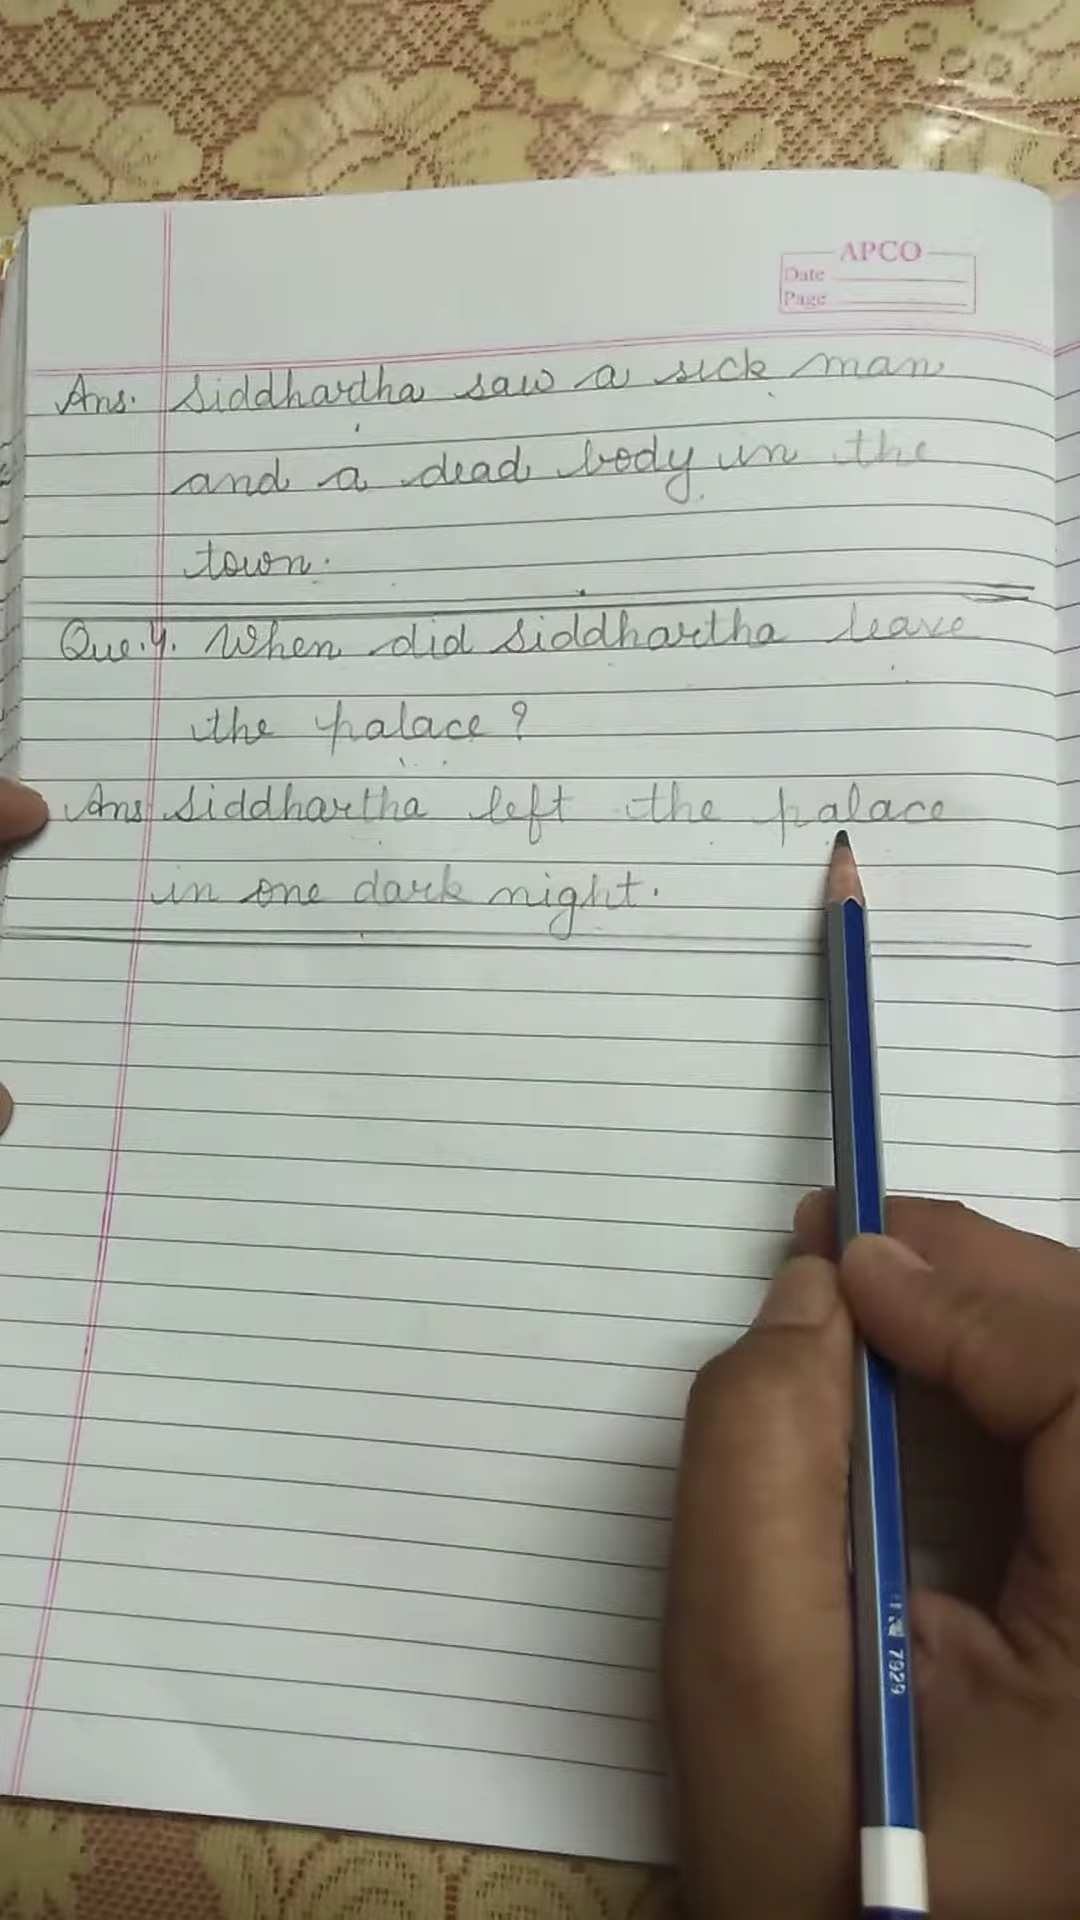 APCO
Date
Page
Ans. Siddhartha saw a sick man
and a dead body in the
town.
Que.4. When did Siddhartha leave
the palace?
Ans Siddhartha left the palace
in one dark night.
7929